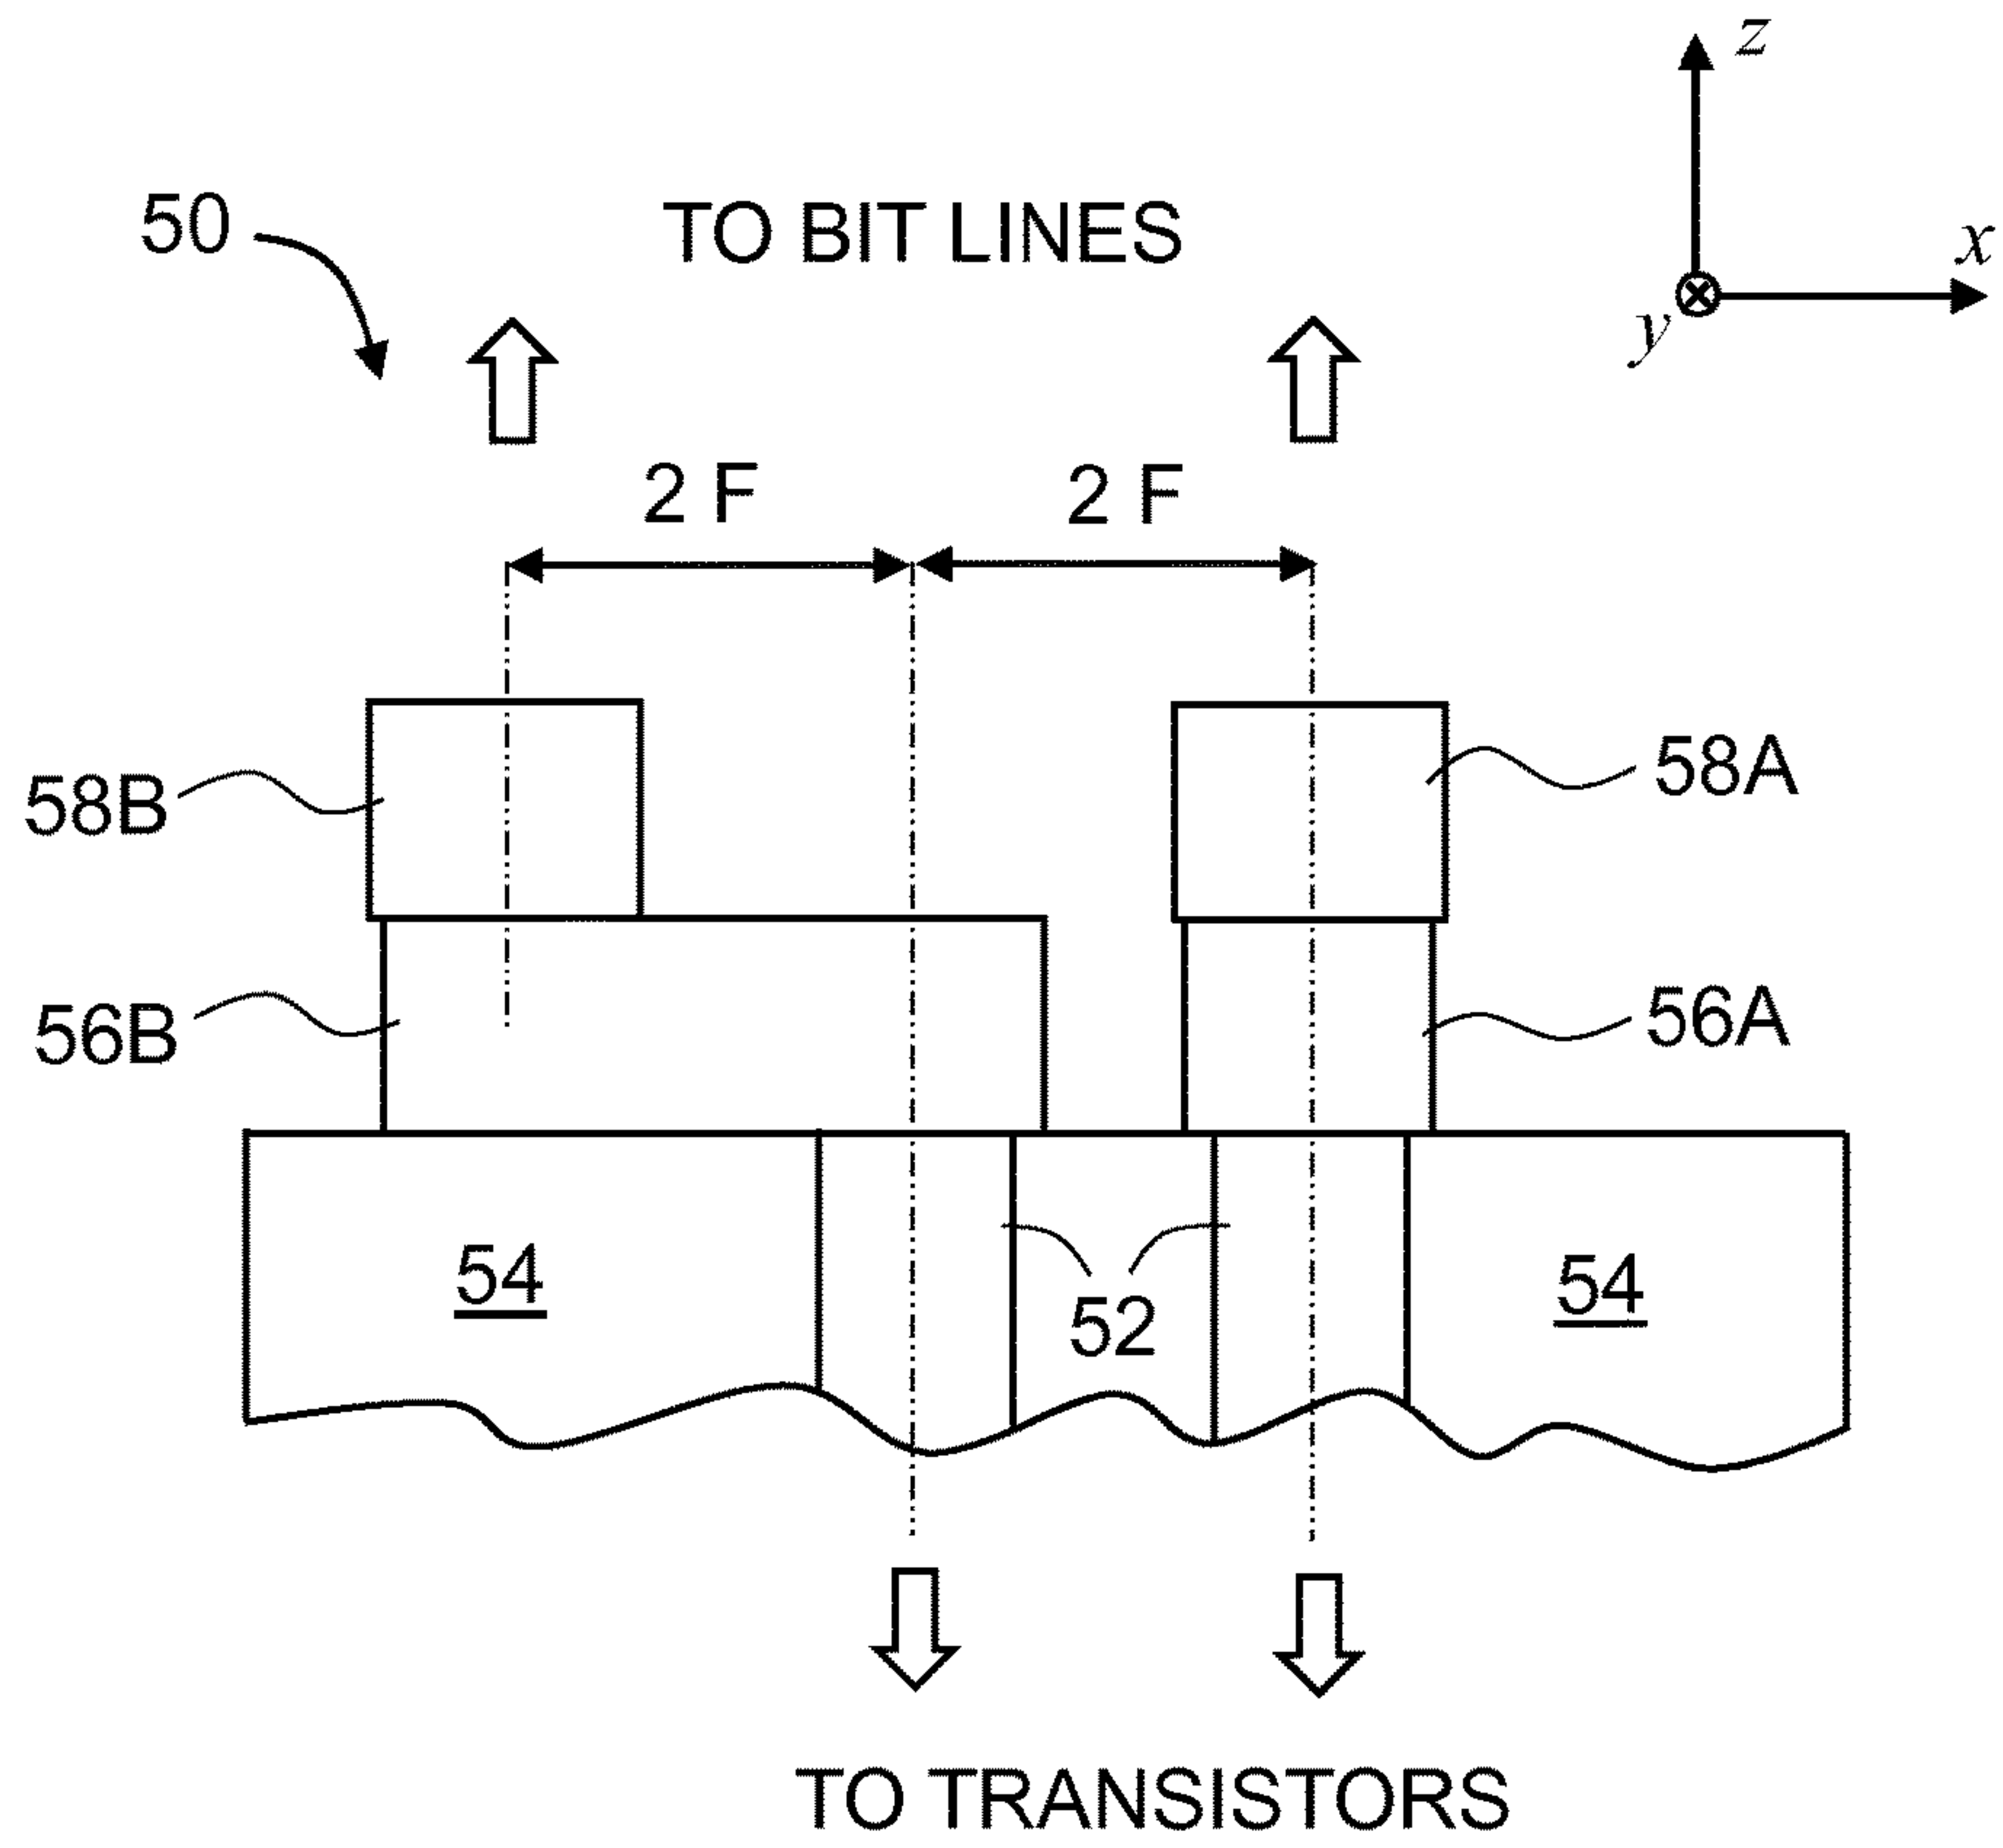 z
50
TO BIT LINES
x
y
2 F
2 F
58B
58A
56B
56A
54
54
52
TO TRANSISTORS